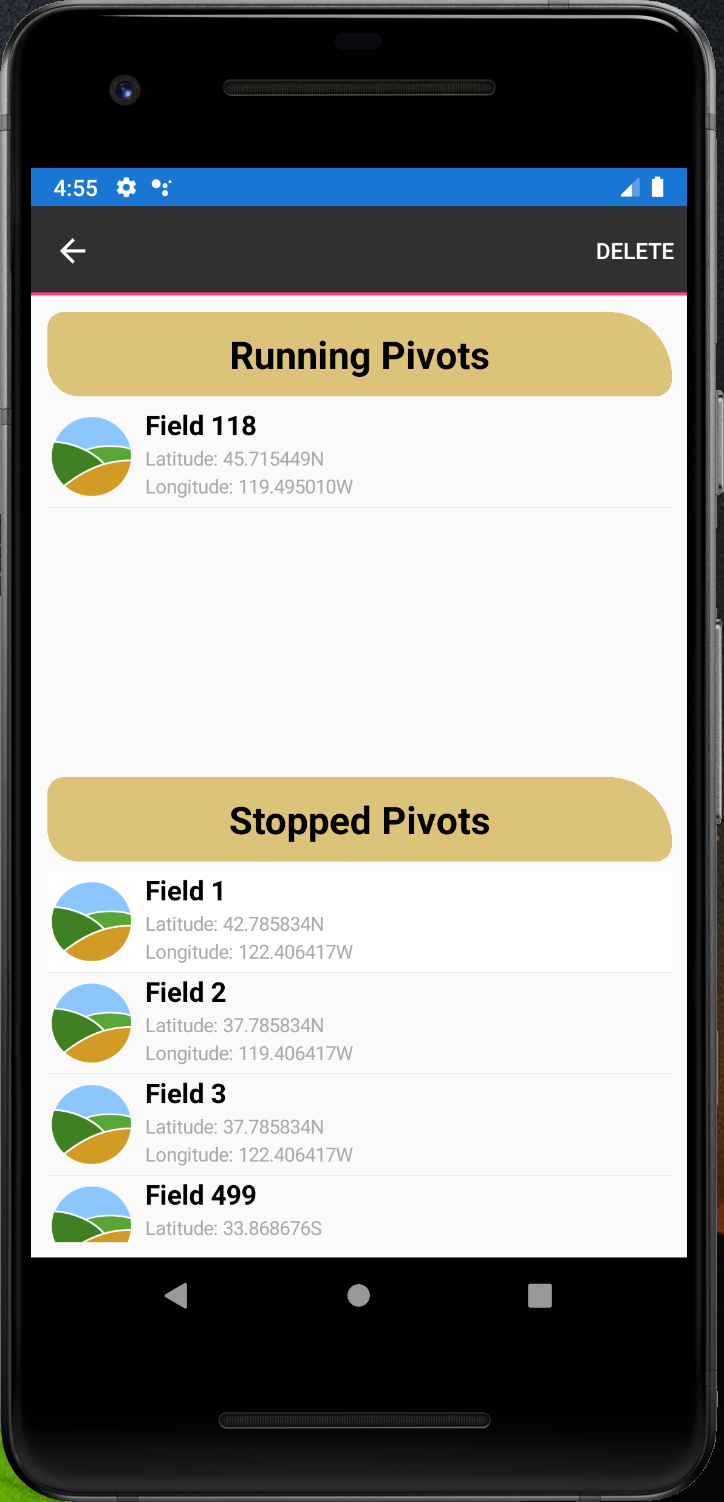 4:55
DELETE
Running Pivots
Field 118
Latitude: 45.715449N
Longitude: 119.495010W
Stopped Pivots
Field 1
Latitude: 42.785834N
Longitude: 122.406417W
Field 2
Latitude: 37.785834N
Longitude: 119.406417W
Field 3
Latitude: 37.785834N
Longitude: 122.406417W
Field 499
Latitude: 33.868676S